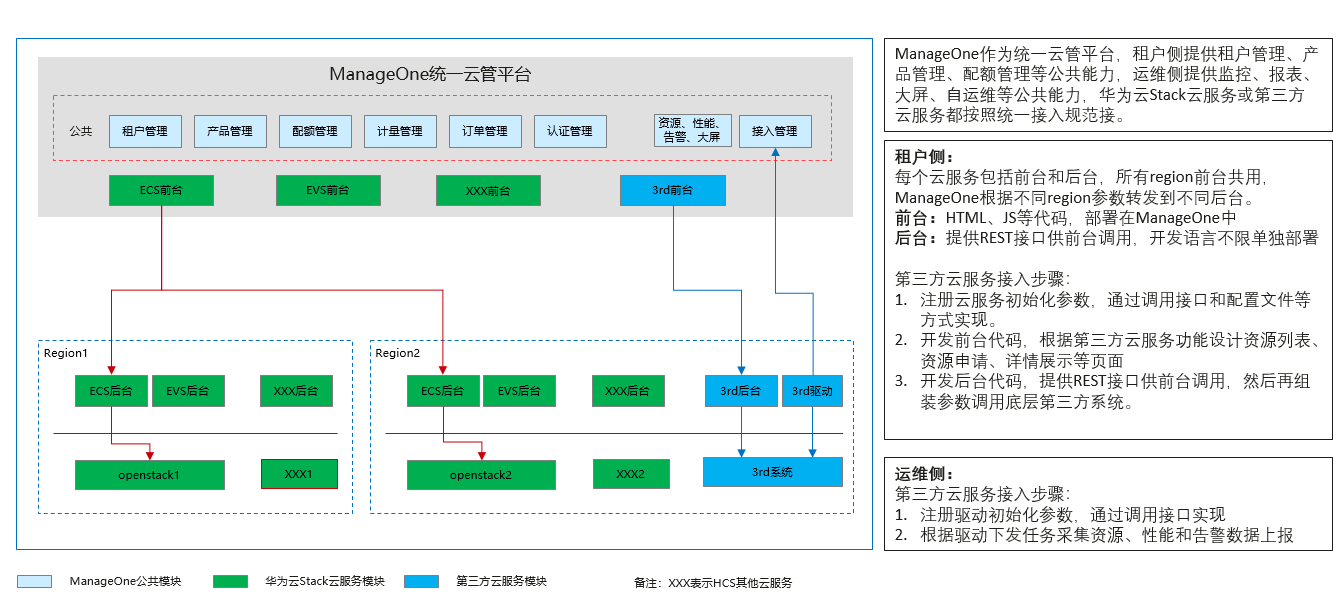 ManageOne统一云管平台
公共
租户管理
产品管理
配额管理
计量管理
订单管理
认证管理
资源、性能、
告警、大屏
接入管理
ECS前台
EVS前台
XXX前台
3rd前台
Region1
ECS后台
EVS后台
XXX后台
openstack1
XXX1
Region2
ECS后台
EVS后台
XXX后台
3rd后台
3rd驱动
openstack2
XXX2
3rd系统
ManageOne公共模块
华为云Stack云服务模块
第三方云服务模块
备注：XXX表示HCS其他云服务
ManageOne作为统一云管平台，租户侧提供租户管理、产
品管理、配额管理等公共能力，运维侧提供监控、报表、
大屏、自运维等公共能力，华为云Stack云服务或第三方
云服务都按照统一接入规范接。
租户侧：
每个云服务包括前台和后台，所有region前台共用，
ManageOne根据不同region参数转发到不同后台。
前台：HTML、JS等代码，部署在ManageOne中
后台：提供REST接口供前台调用，开发语言不限单独部署
第三方云服务接入步骤：
1. 注册云服务初始化参数，通过调用接口和配置文件等
方式实现。
2. 开发前台代码，根据第三方云服务功能设计资源列表、
资源申请、详情展示等页面
3. 开发后台代码，提供REST接口供前台调用，然后再组
装参数调用底层第三方系统。
运维侧：
第三方云服务接入步骤：
1. 注册驱动初始化参数，通过调用接口实现
2. 根据驱动下发任务采集资源、性能和告警数据上报